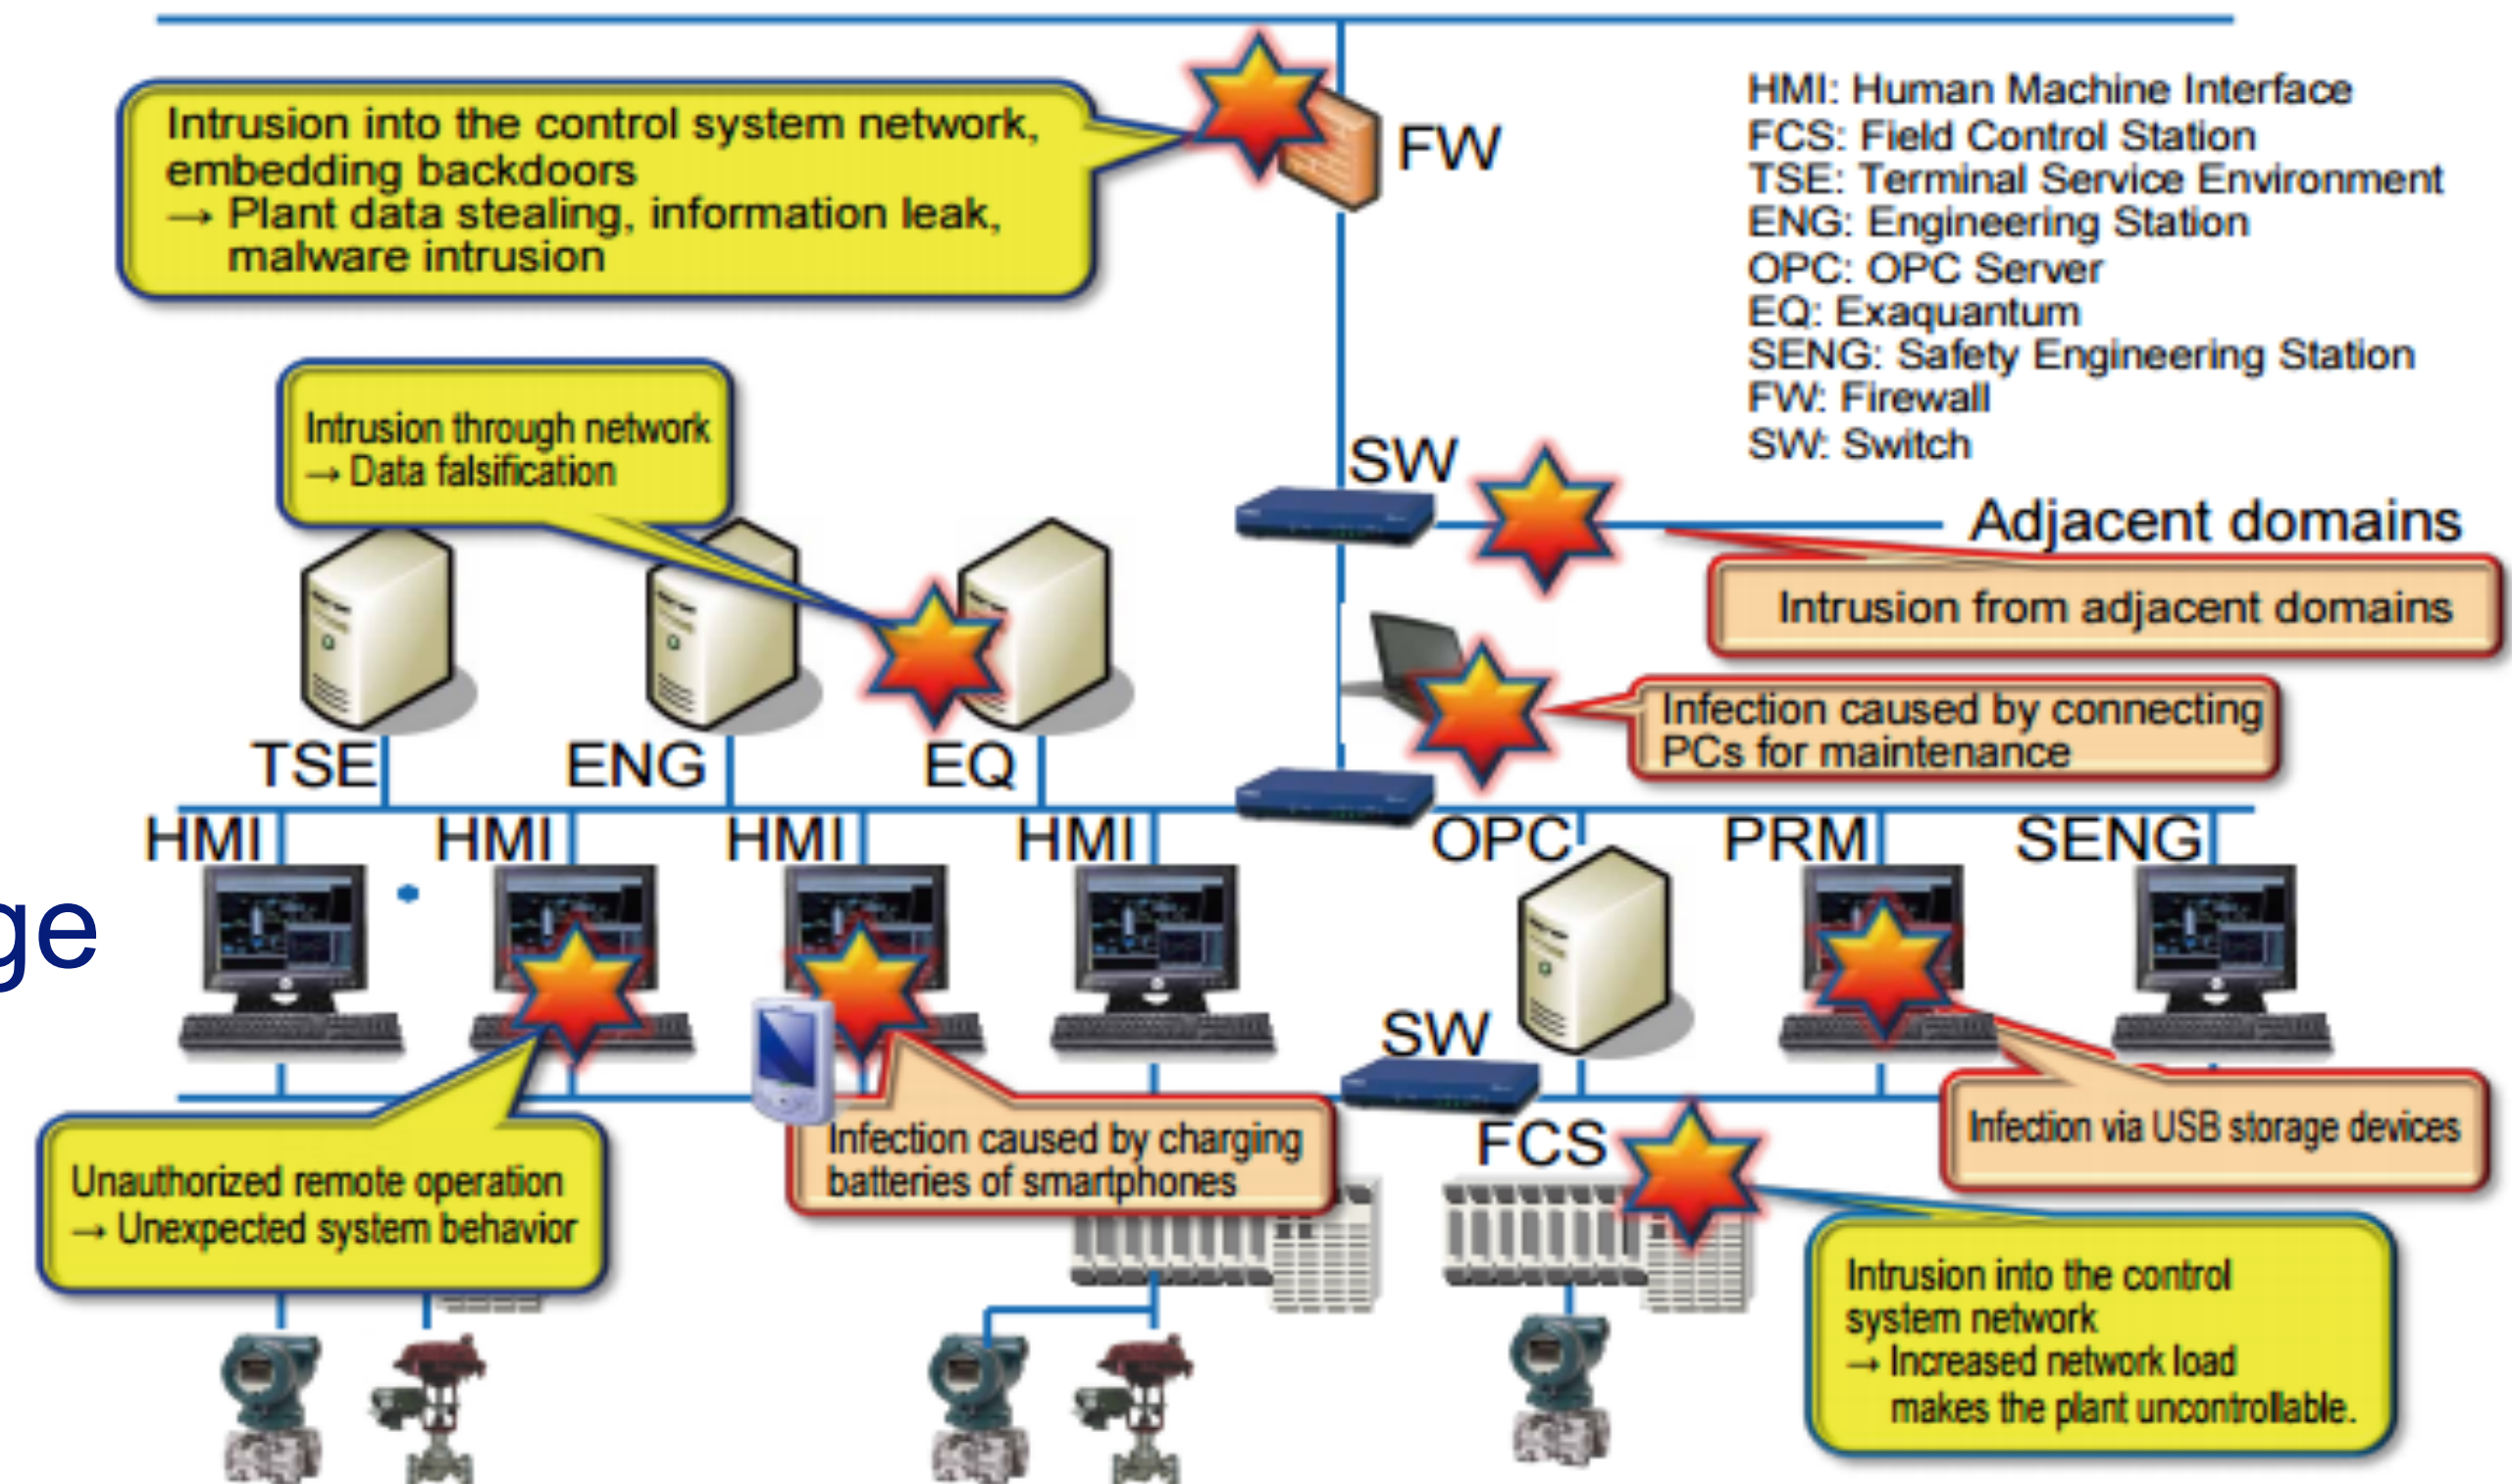 Intrusion into the control system network,
embedding backdoors
→ Plant data stealing, information leak,
malware intrusion
FW
HMI: Human Machine Interface
FCS: Field Control Station
TSE: Terminal Service Environment
ENG: Engineering Station
OPC: OPC Server
EQ: Exaquantum
SENG: Safety Engineering Station
FW: Firewall
SW: Switch
Intrusion through network
→ Data falsification
SW
Adjacent domains
Intrusion from adjacent domains
Infection caused by connecting
PCs for maintenance
TSE
ENG
EQ
HMI
HMI
HMI
HMI
OPC
PRM
SENG
ge
SW
FCS
Infection caused by charging
batteries of smartphones
Infection via USB storage devices
Unauthorized remote operation
→ Unexpected system behavior
Intrusion into the control
system network
→ Increased network load
makes the plant uncontrollable.